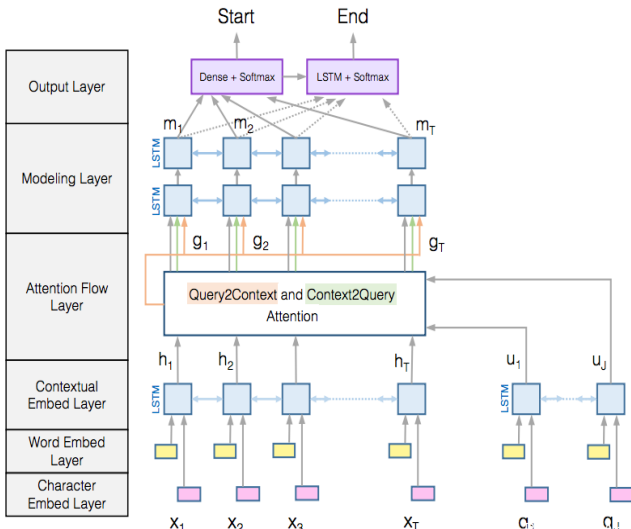 Start End
Output Layer
Dense + Softmax LSTM + Softmax
m1 m2 mT
LSTM
Modeling Layer
LSTM
g1 g2 gT
Attention Flow
Layer
Query2Context and Context2Query
Attention
h1 h2 hT u1 uJ
Contextual
Embed Layer
LSTM LSTM
Word Embed
Layer
Character
Embed Layer
x1 x2 x3 xT